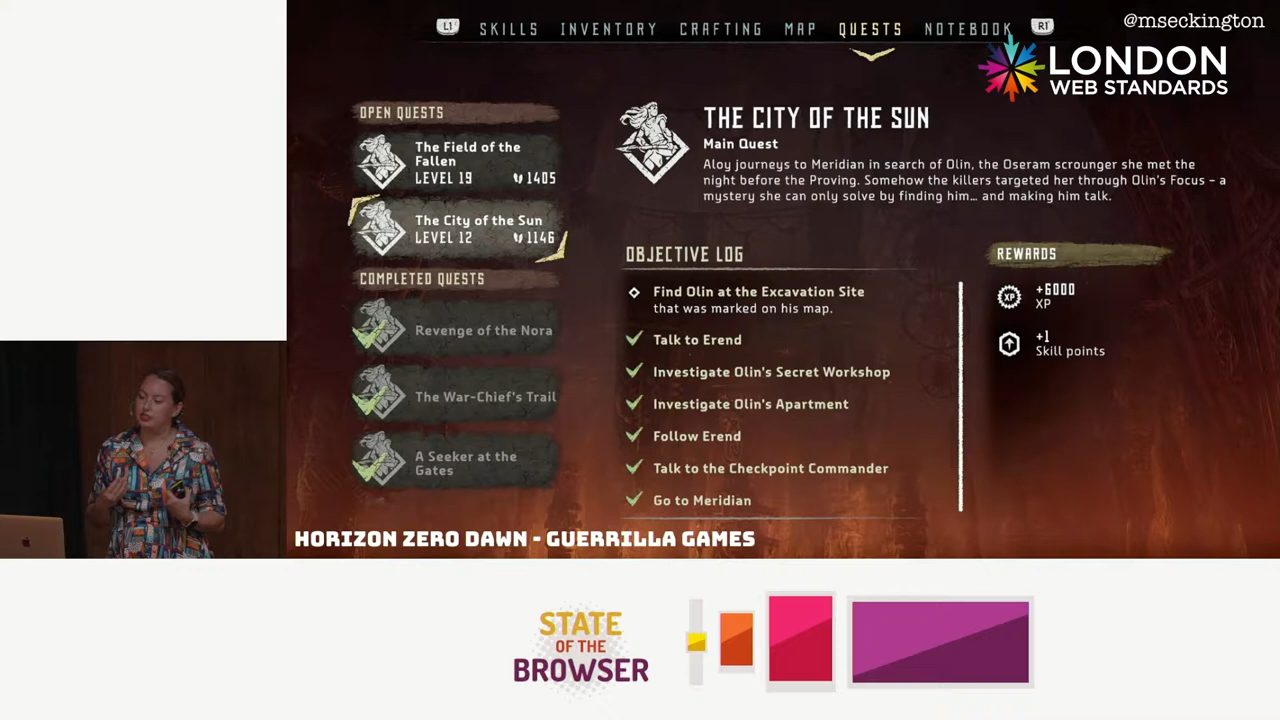 @mseckington
L1 SKILLS INVENTORY CRAFTING MAP QUESTS NOTEBOOK R1
LONDON
WEB STANDARDS
OPEN QUESTS
The Field of the
Fallen
LEVEL 19 1405
The City of the Sun
LEVEL 12 1146
COMPLETED QUESTS
Revenge of the Nora
The War-Chief's Trail
A Seeker at the
Gates
THE CITY OF THE SUN
Main Quest
Aloy journeys to Meridian in search of Olin, the Oseram scrounger she met the
night before the Proving. Somehow the killers targeted her through Olin's Focus – a
mystery she can only solve by finding him... and making him talk.
OBJECTIVE LOG
Find Olin at the Excavation Site
that was marked on his map.
Talk to Erend
Investigate Olin's Secret Workshop
Investigate Olin's Apartment
Follow Erend
Talk to the Checkpoint Commander
Go to Meridian
REWARDS
XP +6000
XP
+1
Skill points
HORIZON ZERO DAWN - GUERRILLA GAMES
STATE
OF THE
BROWSER